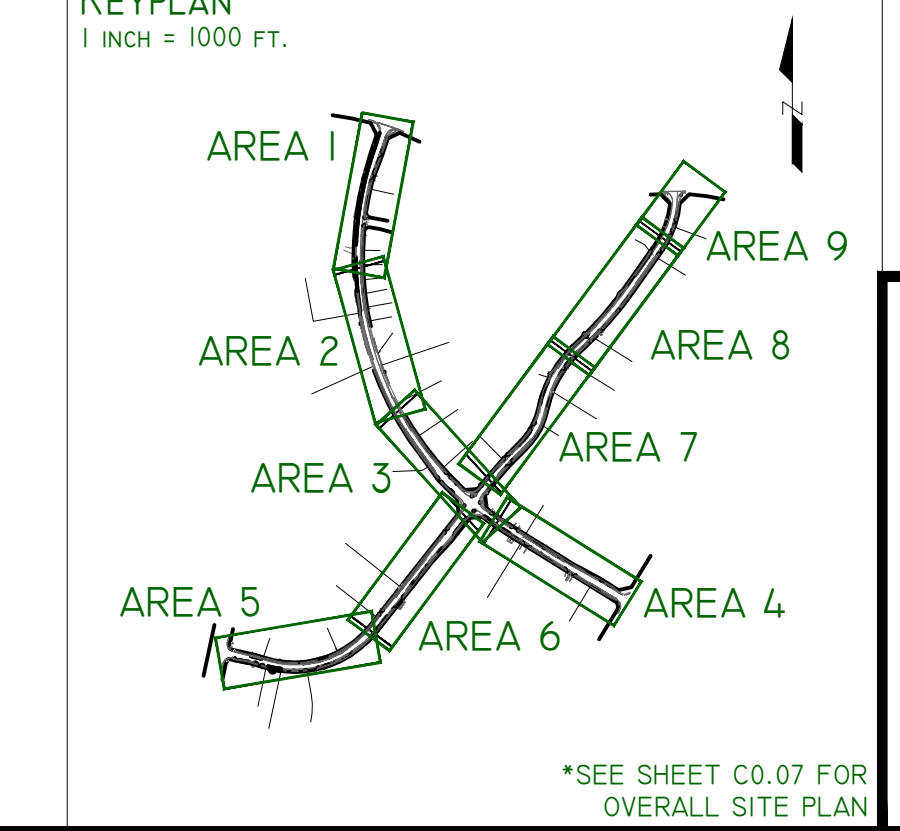 KEYPLAN
1 INCH = 1000 FT.
N
AREA 1
AREA 9
AREA 2
AREA 8
AREA 7
AREA 3
AREA 5
AREA 4
AREA 6
*SEE SHEET C0.07 FOR
OVERALL SITE PLAN